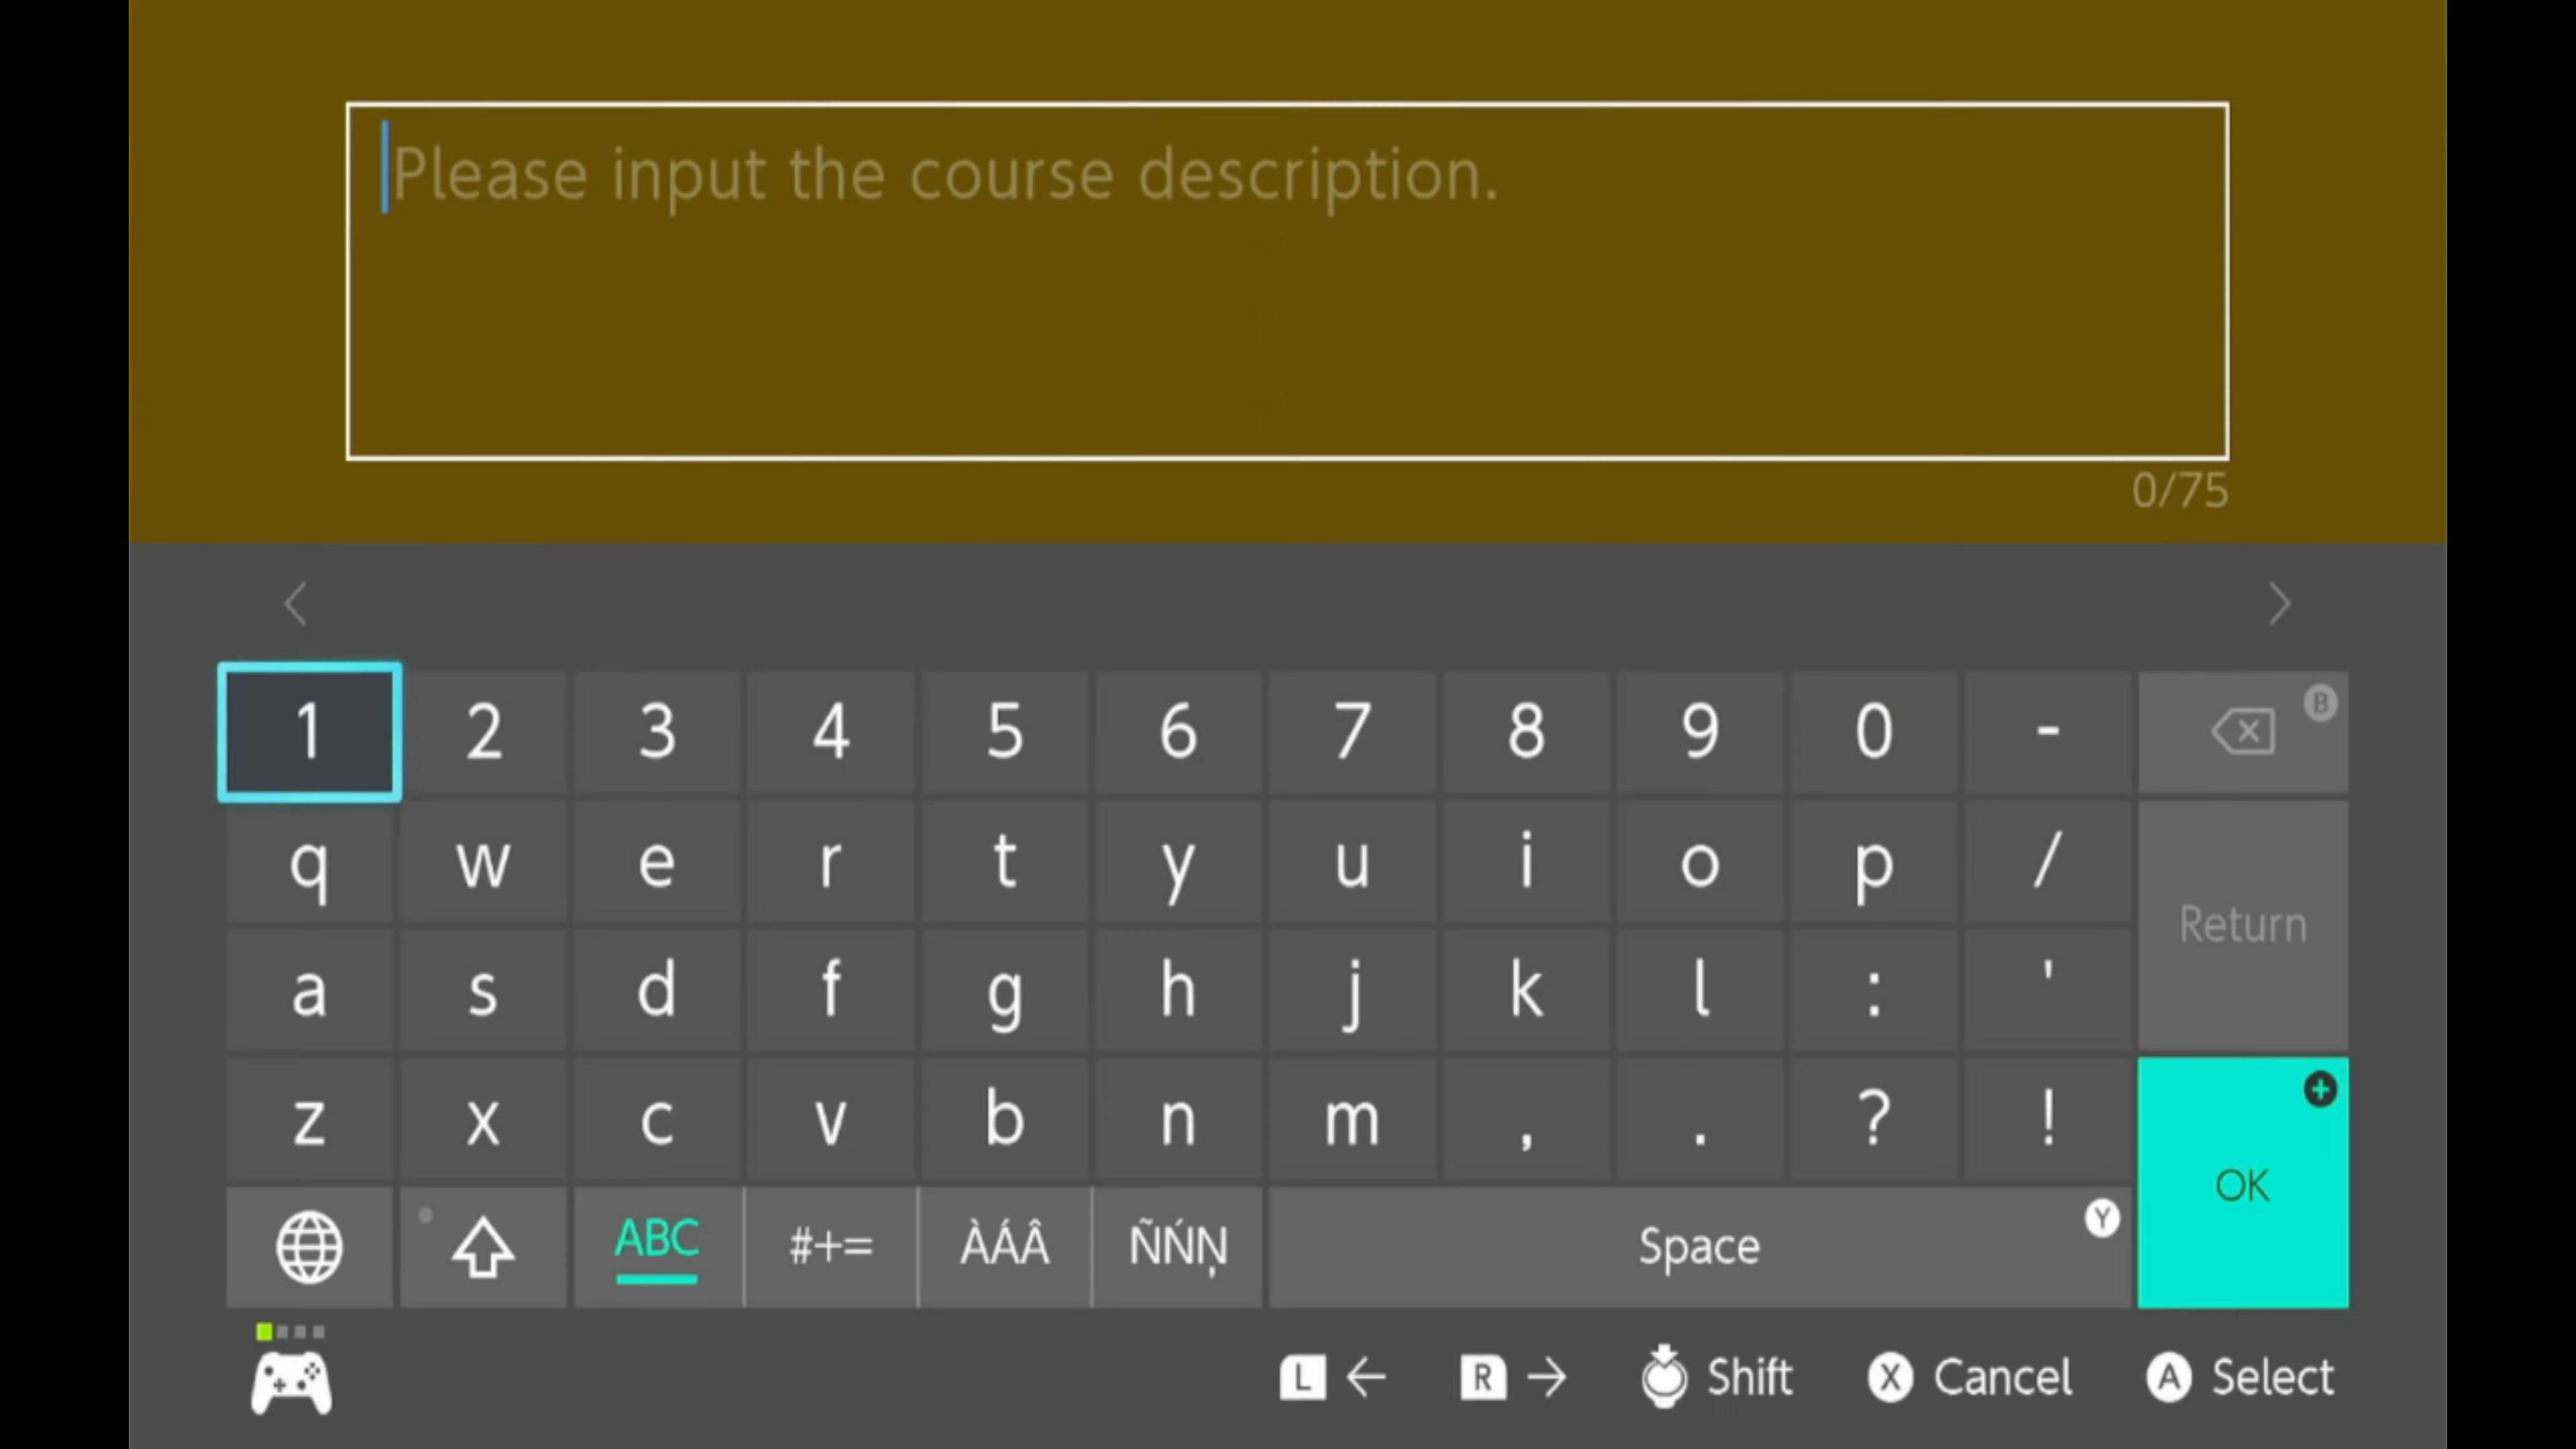 Please input the course description.
0/75
1 2 3 4 5 6 7 8 9 0 - B
q w e r t y u i o p /
Return
a s d f g h j k l : '
z x c v b n m , . ? !
OK
ABC #+= ÀÁÂ ÑŃŅ Space Y
L ← R → Shift X Cancel A Select